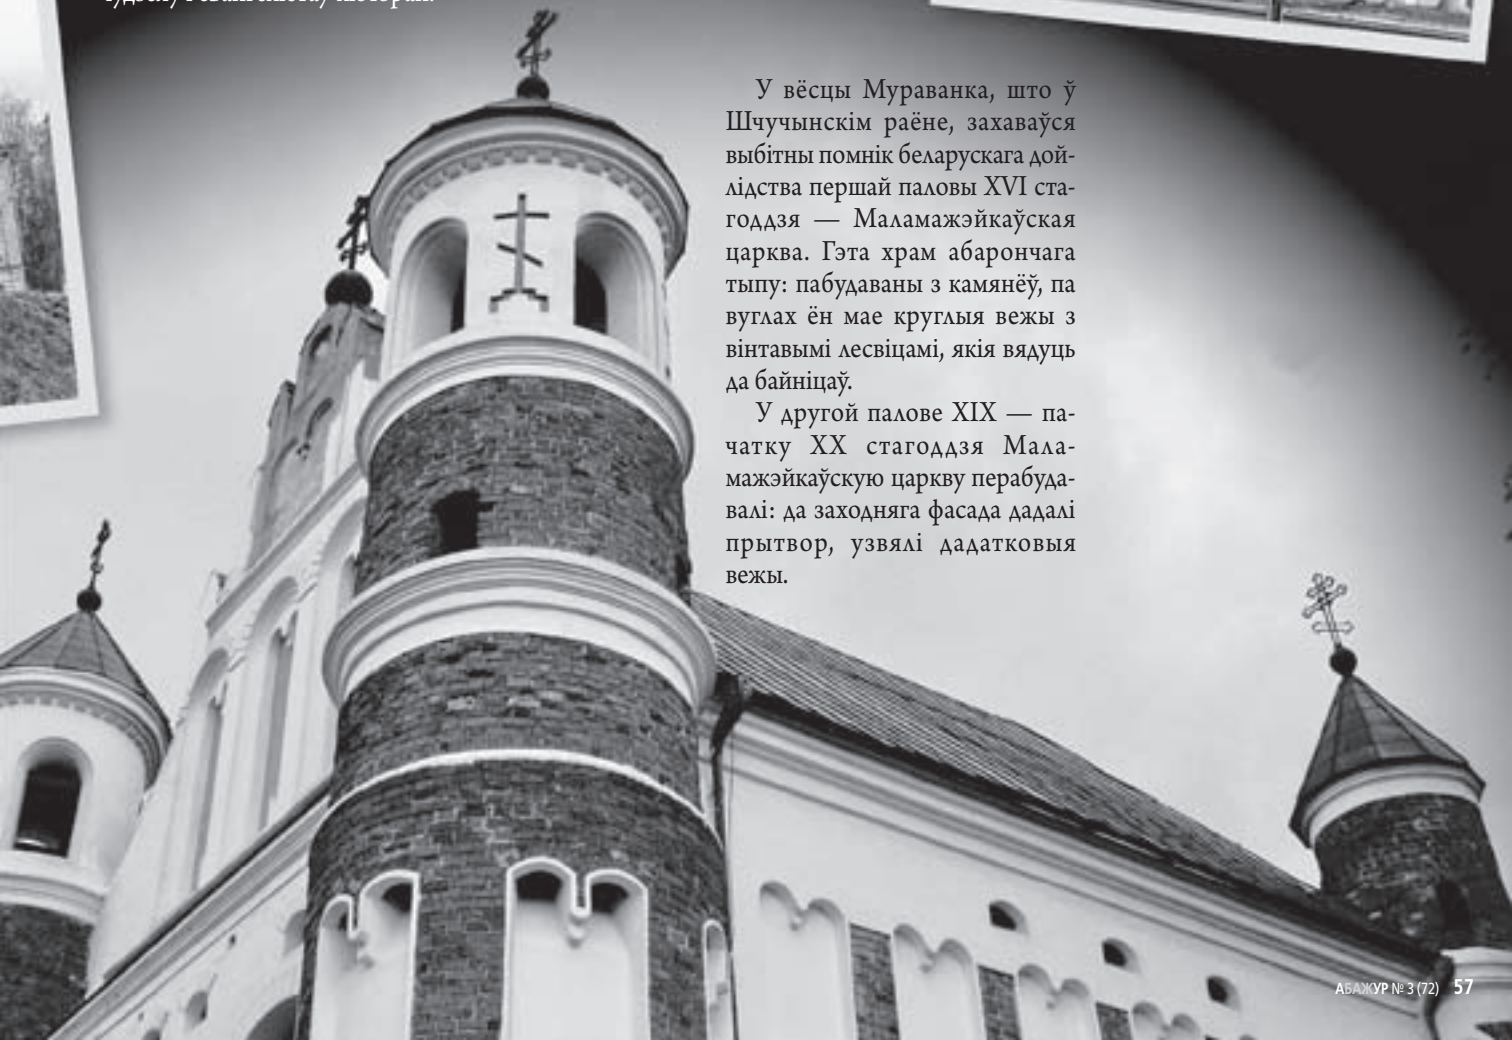 У вёсцы Мураванка, што ў
Шчучынскім раёне, захаваўся
выбітны помнік беларускага дой-
лідства першай паловы XVI ста-
годдзя — Маламажэйкаўская
царква. Гэта храм абарончага
тыпу: пабудаваны з камянёў, па
вуглах ён мае круглыя вежы з
вінтавымі лесвіцамі, якія вядуць
да байніцаў.
У другой палове XIX — па-
чатку XX стагоддзя Мала-
мажэйкаўскую царкву перабуда-
валі: да заходняга фасада дадалі
прытвор, узвялі дадатковыя
вежы.
АБАЖУР № 3 (72) 57